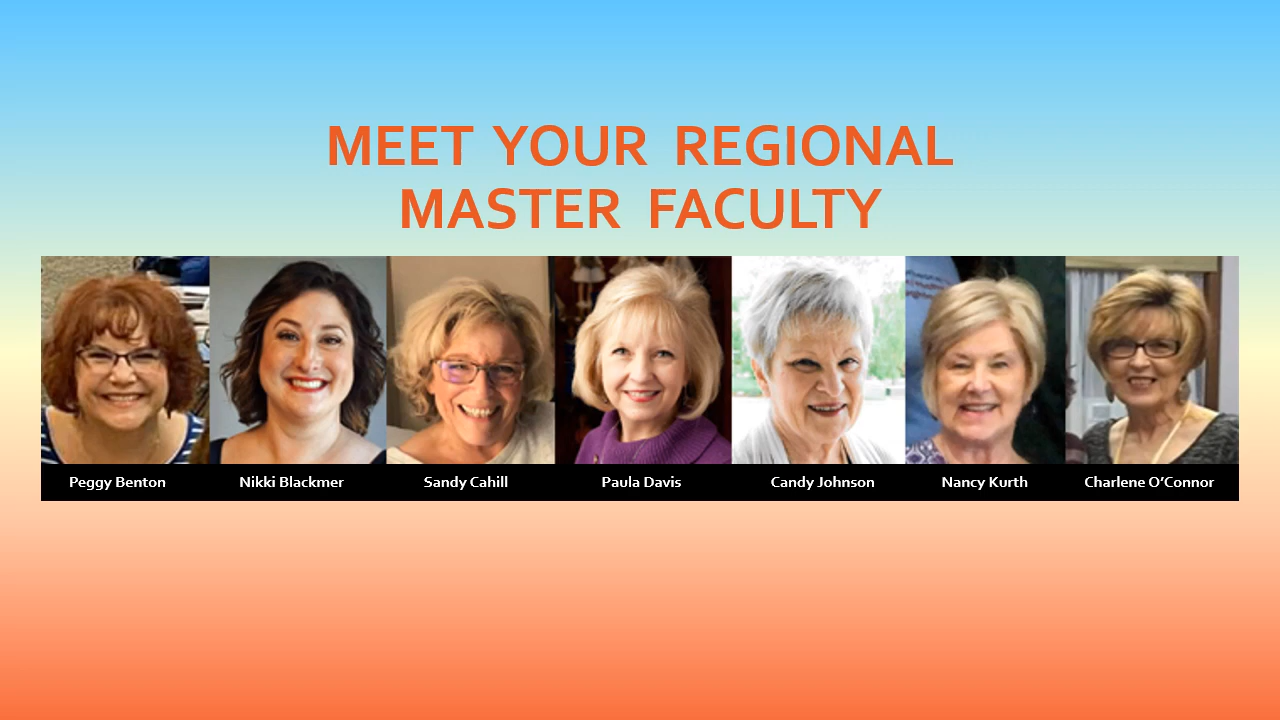 MEET YOUR REGIONAL
MASTER FACULTY
Peggy Benton Nikki Blackmer Sandy Cahill Paula Davis Candy Johnson Nancy Kurth Charlene O’Connor